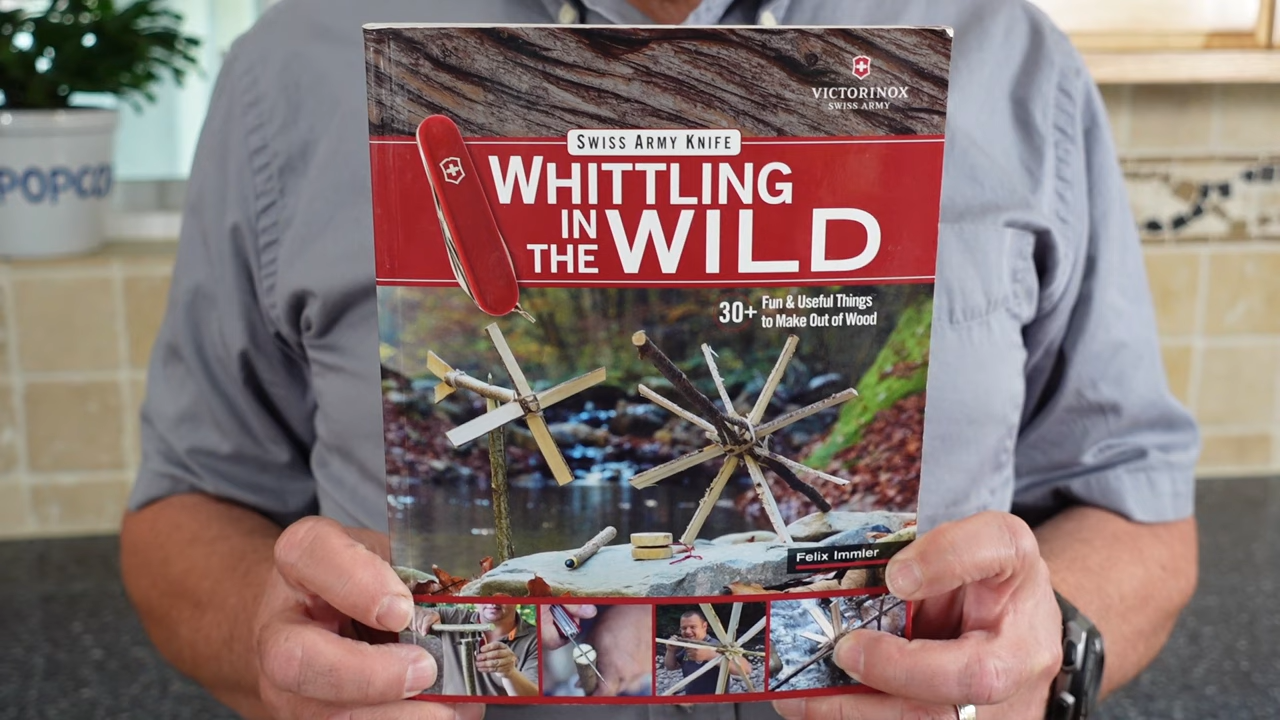 POPCO
VICTORINOX
SWISS ARMY
SWISS ARMY KNIFE
WHITTLING
IN
THE WILD
30+ Fun & Useful Things
to Make Out of Wood
Felix Immler